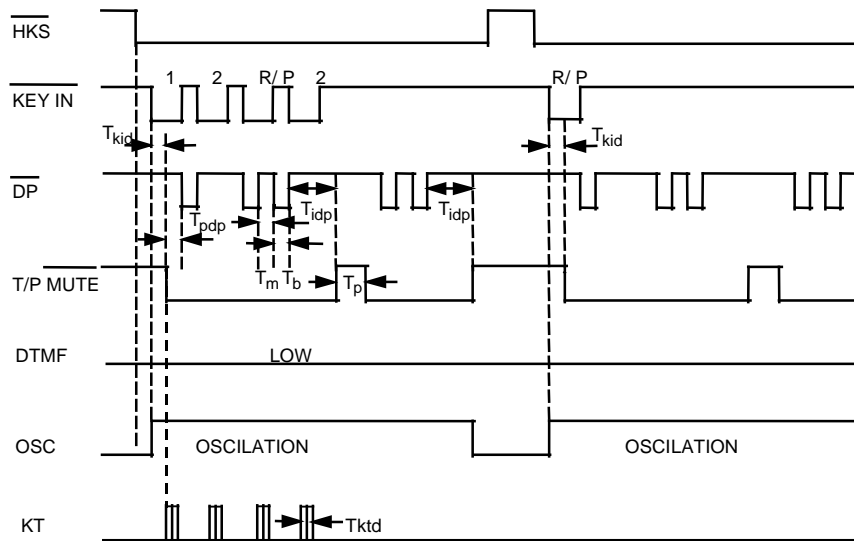 HKS
1 2 R/ P 2 R/ P
KEY IN
Tkid Tkid
DP
Tpdp Tidp Tidp
Tm Tb Tp
T/P MUTE
DTMF LOW
OSC OSCILATION OSCILATION
KT Tktd